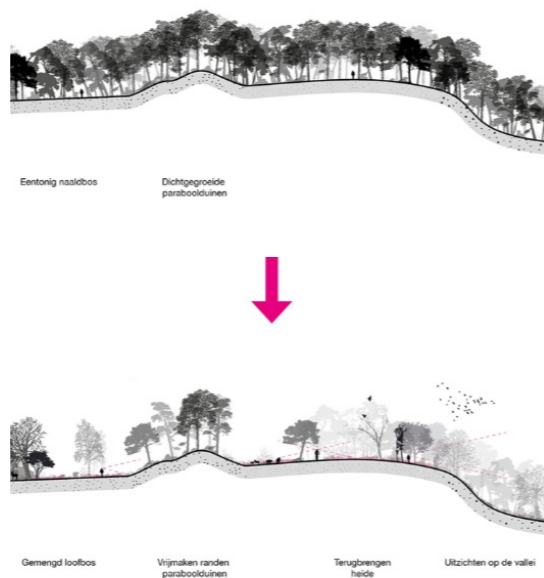 Eentonig naaldbos
Dichtgegroeide
paraboolduinen
Gemengd loofbos
Vrijmaken randen
paraboolduinen
Terugbrengen
heide
Uitzichten op de vallei